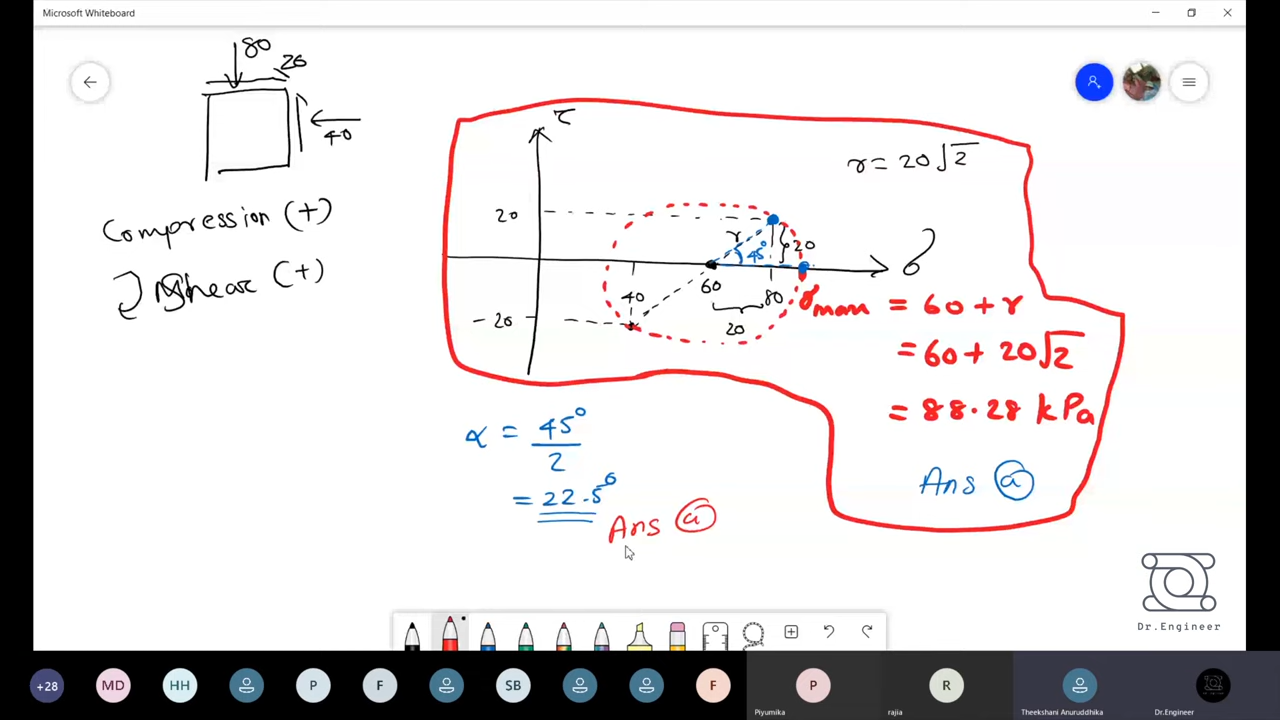 Microsoft Whiteboard
80
20
40
Compression (+)
Shear (+)
τ
r = 20√2
20
r
45°
20
σ
60
40
80
20
-20
σmax = 60 + r
= 60 + 20√2
= 88.28 kPa
Ans ⓐ
α = 45°
2
= 22.5°
Ans ⓐ
Dr.Engineer
+28
MD
HH
P
F
SB
F
P
R
Piyumika
rajia
Theekshani Anuruddhika
Dr.Engineer